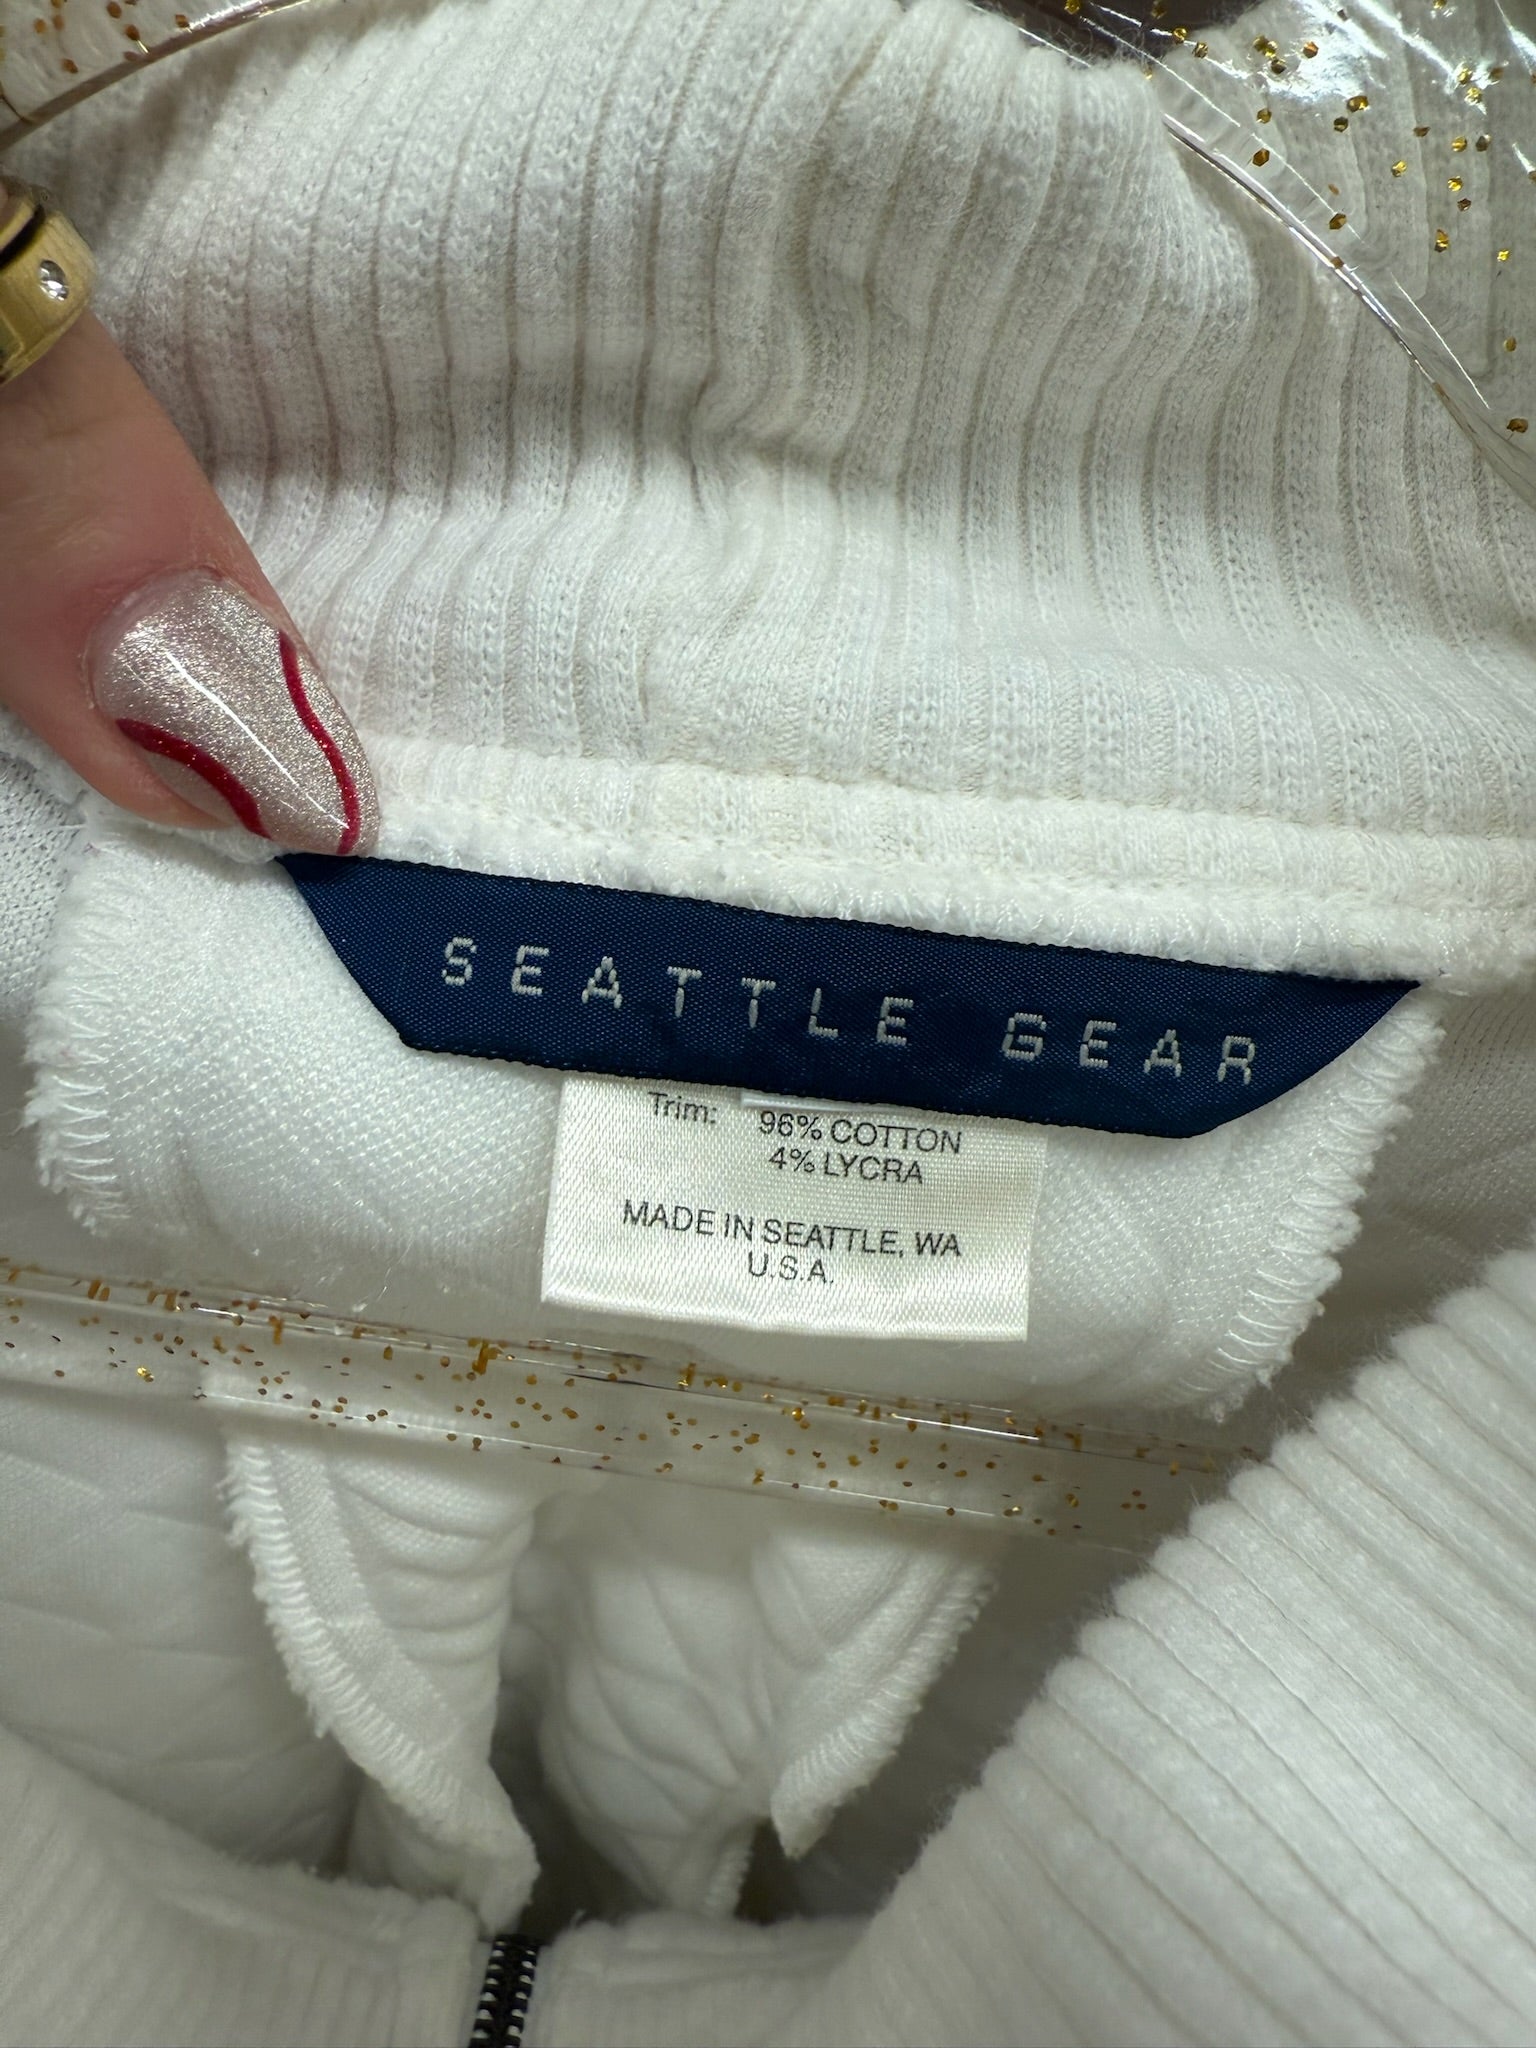 SEATTLE GEAR
Trim: 96% COTTON
4% LYCRA
MADE IN SEATTLE, WA
U.S.A.